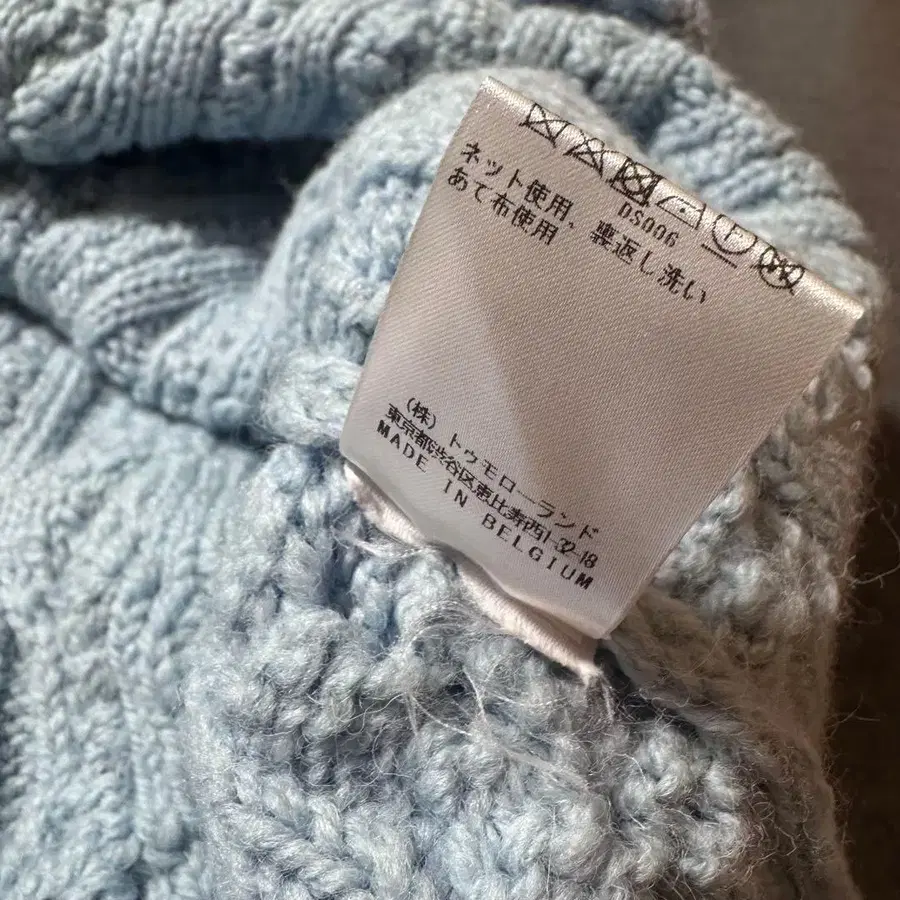 DS006
ネット使用、裏返し洗い
あて布使用
(株) トゥモローランド
東京都渋谷区恵比寿西1-32-18
MADE IN BELGIUM